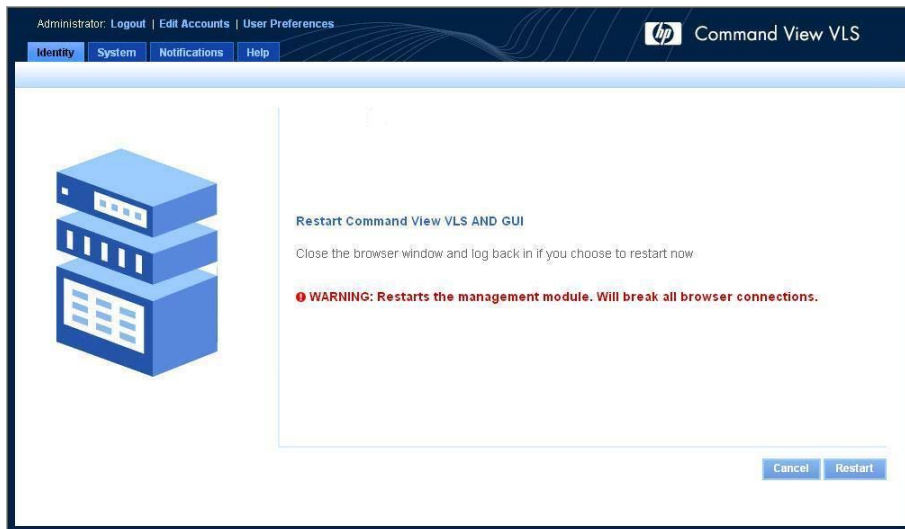 Administrator: Logout | Edit Accounts | User Preferences
hp Command View VLS
Identity System Notifications Help
Restart Command View VLS AND GUI
Close the browser window and log back in if you choose to restart now
WARNING: Restarts the management module. Will break all browser connections.
Cancel Restart